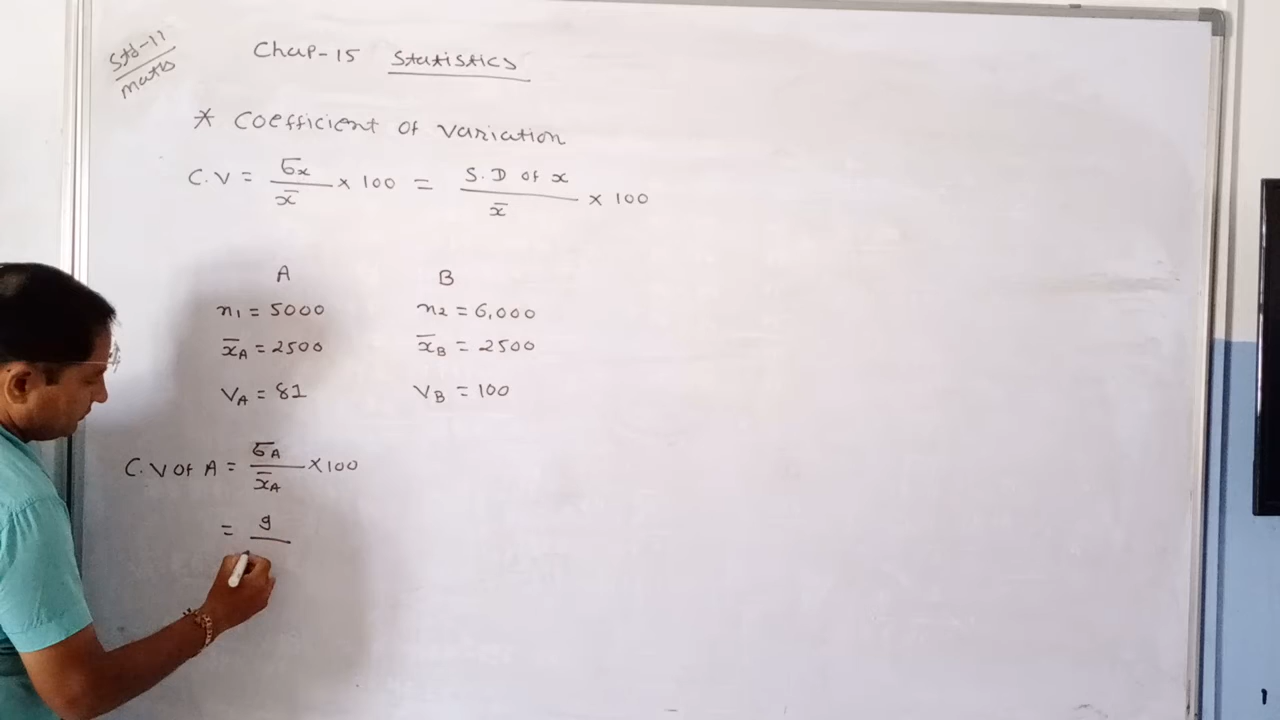 Std-11
maths
Chap-15 Statistics
* Coefficient of variation
C.V = σx / x̄ × 100 = S.D of x / x̄ × 100
A B
n1 = 5000 n2 = 6,000
x̄A = 2500 x̄B = 2500
VA = 81 VB = 100
C.V of A = σA / x̄A × 100
= 9